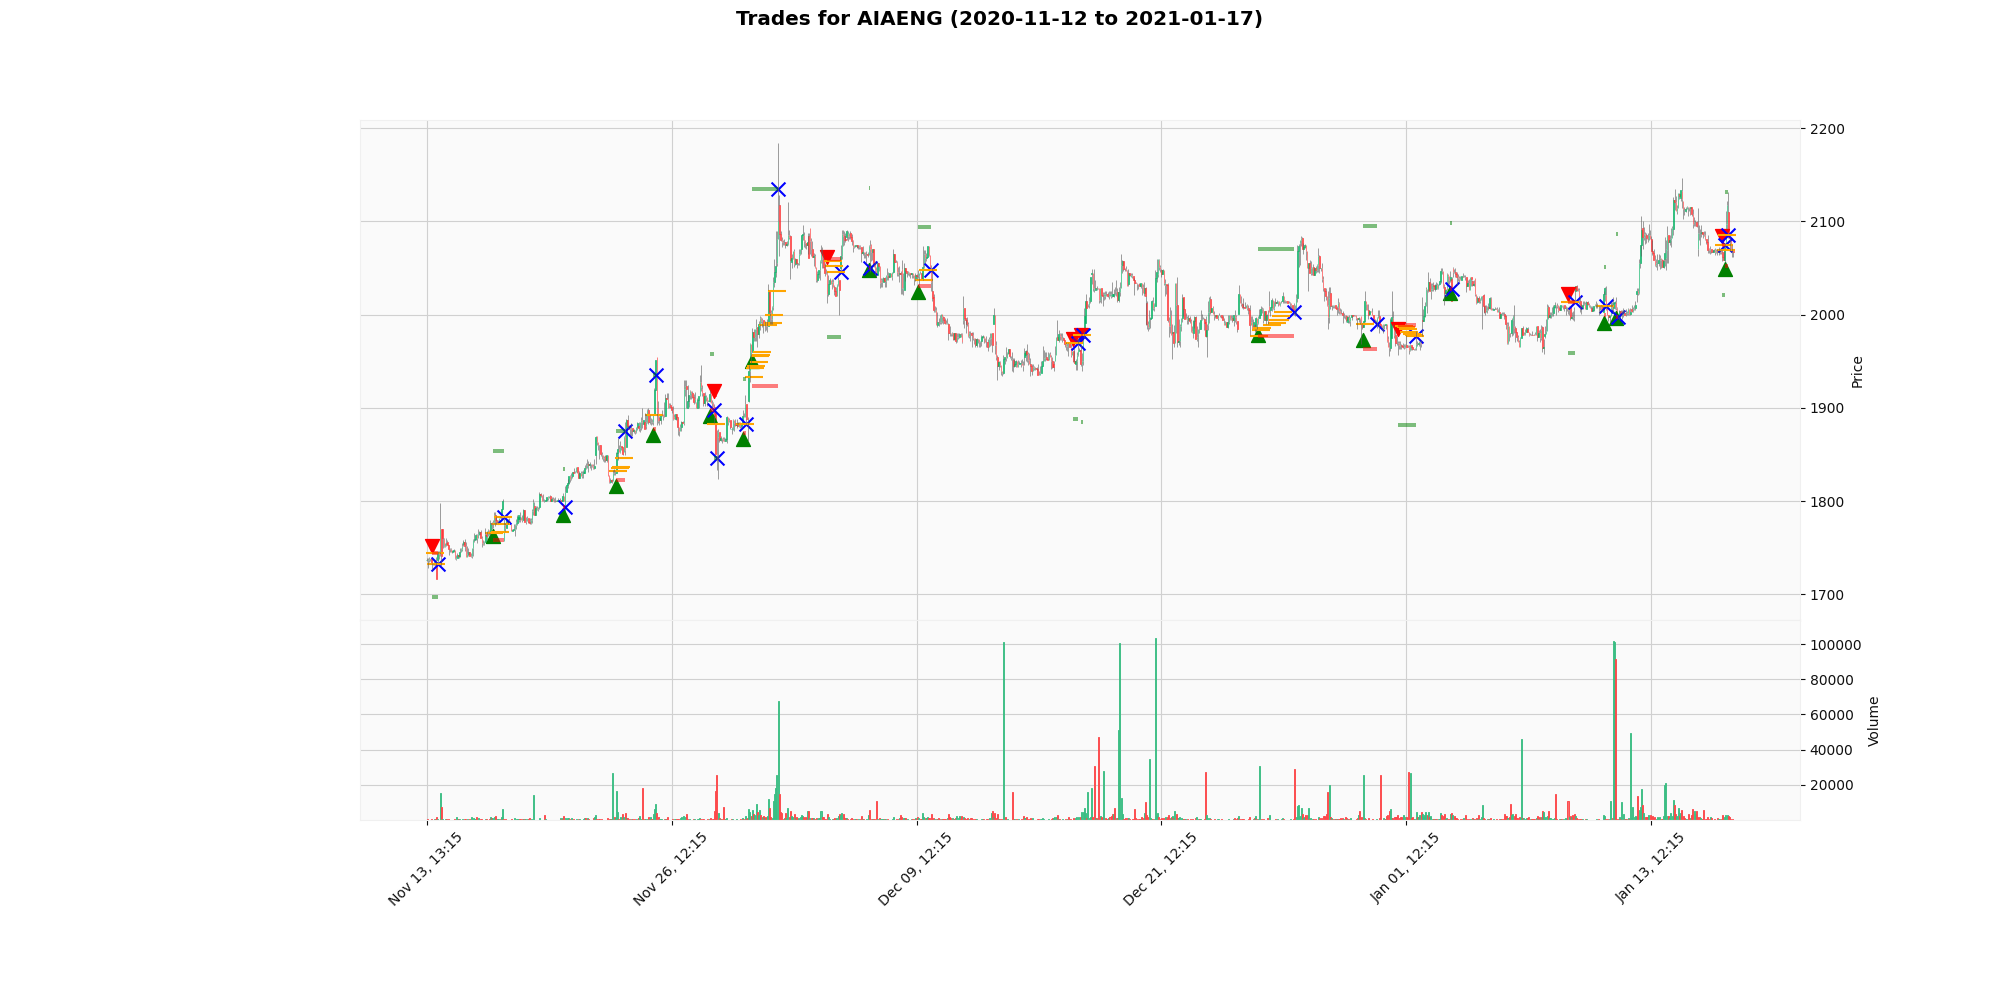 Trades for AIAENG (2020-11-12 to 2021-01-17)
2200
2100
2000
1900
1800
1700
Price
100000
80000
60000
40000
20000
Volume
Nov 13, 13:15
Nov 26, 12:15
Dec 09, 12:15
Dec 21, 12:15
Jan 01, 12:15
Jan 13, 12:15